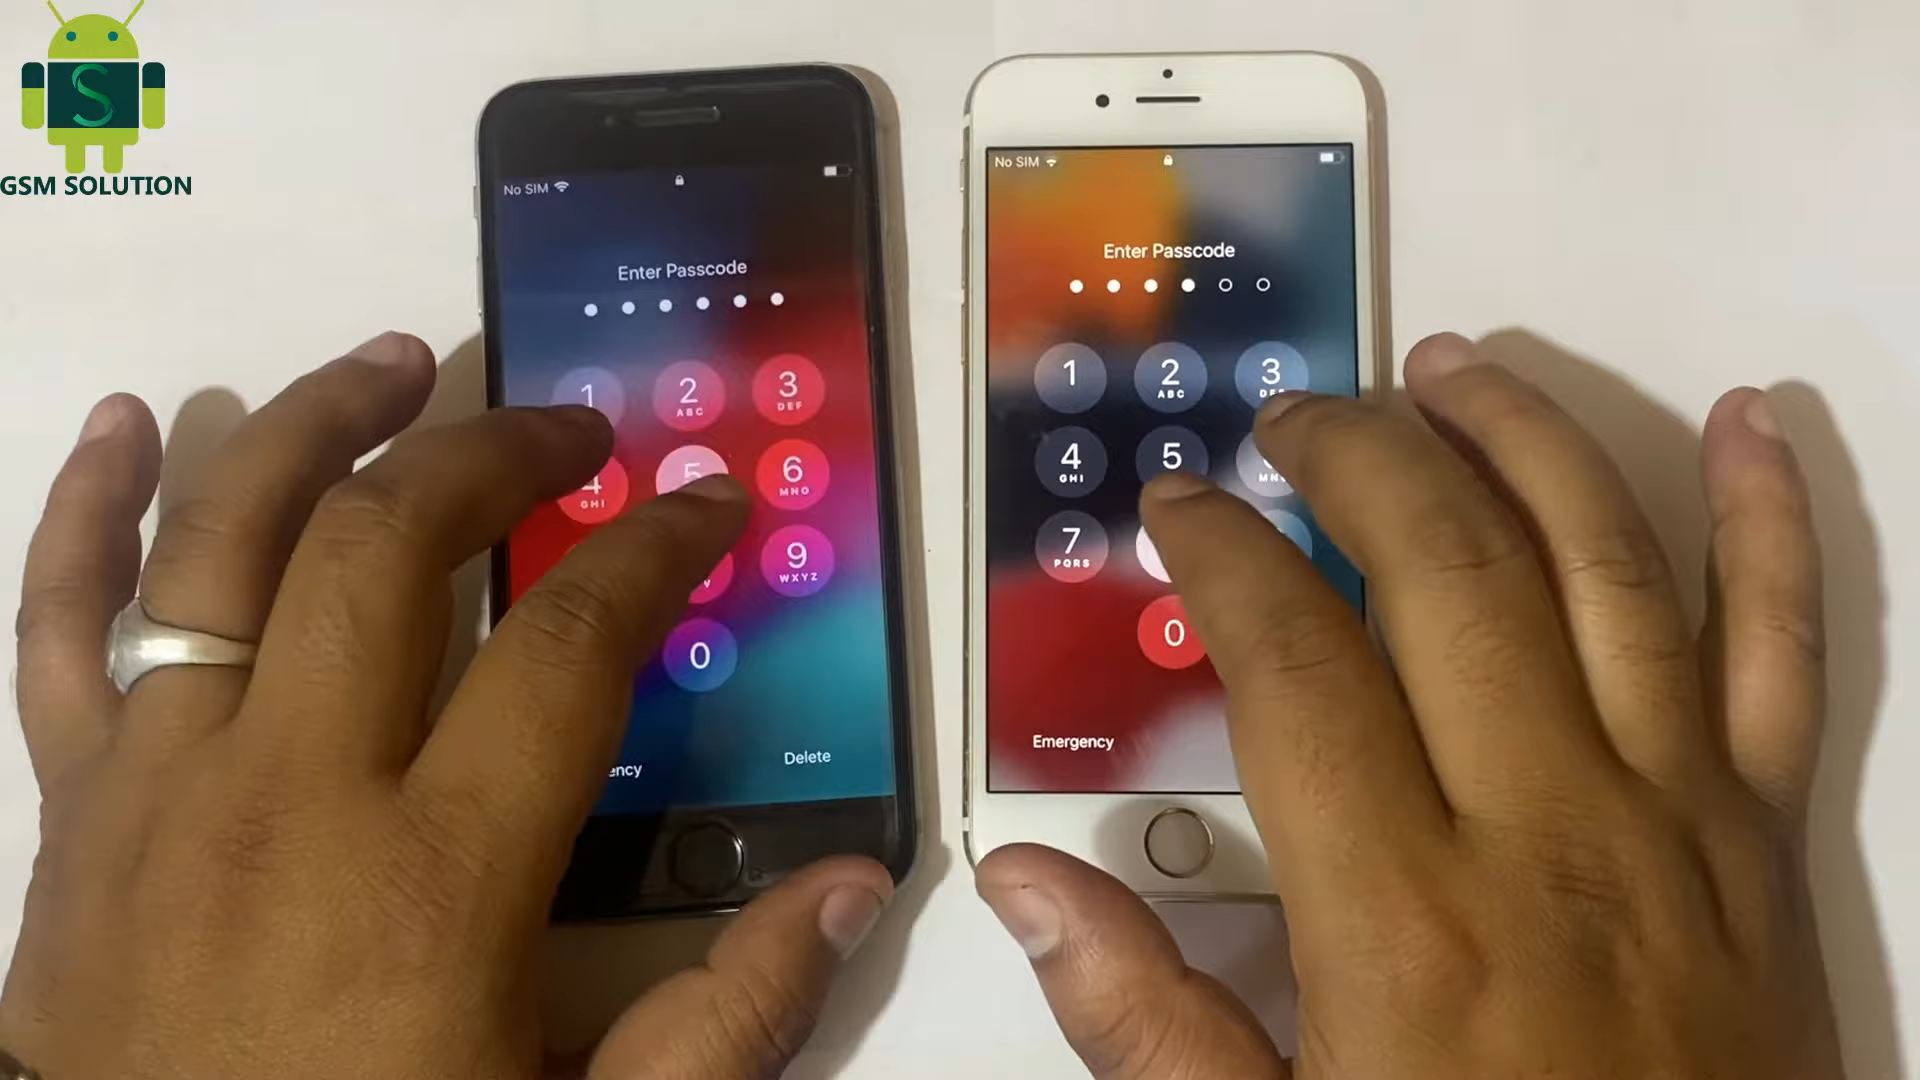 S
GSM SOLUTION
No SIM
Enter Passcode
1
2 ABC
3 DEF
4 GHI
5
6 MNO
9 WXYZ
0
Delete
No SIM
Enter Passcode
1
2 ABC
3
4 GHI
5
7 PQRS
0
Emergency